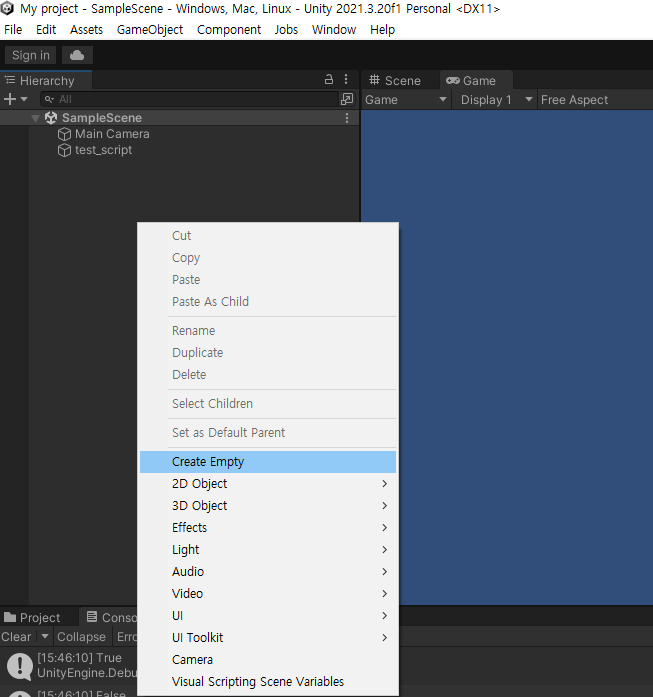 My project - SampleScene - Windows, Mac, Linux - Unity 2021.3.20f1 Personal <DX11>
File Edit Assets GameObject Component Jobs Window Help
Sign in
Hierarchy
All
SampleScene
Main Camera
test_script
Scene Game
Game Display 1 Free Aspect
Cut
Copy
Paste
Paste As Child
Rename
Duplicate
Delete
Select Children
Set as Default Parent
Create Empty
2D Object
3D Object
Effects
Light
Audio
Video
UI
UI Toolkit
Camera
Visual Scripting Scene Variables
Project Conso
Clear Collapse Erro
[15:46:10] True
UnityEngine.Debu
[15:46:10] False